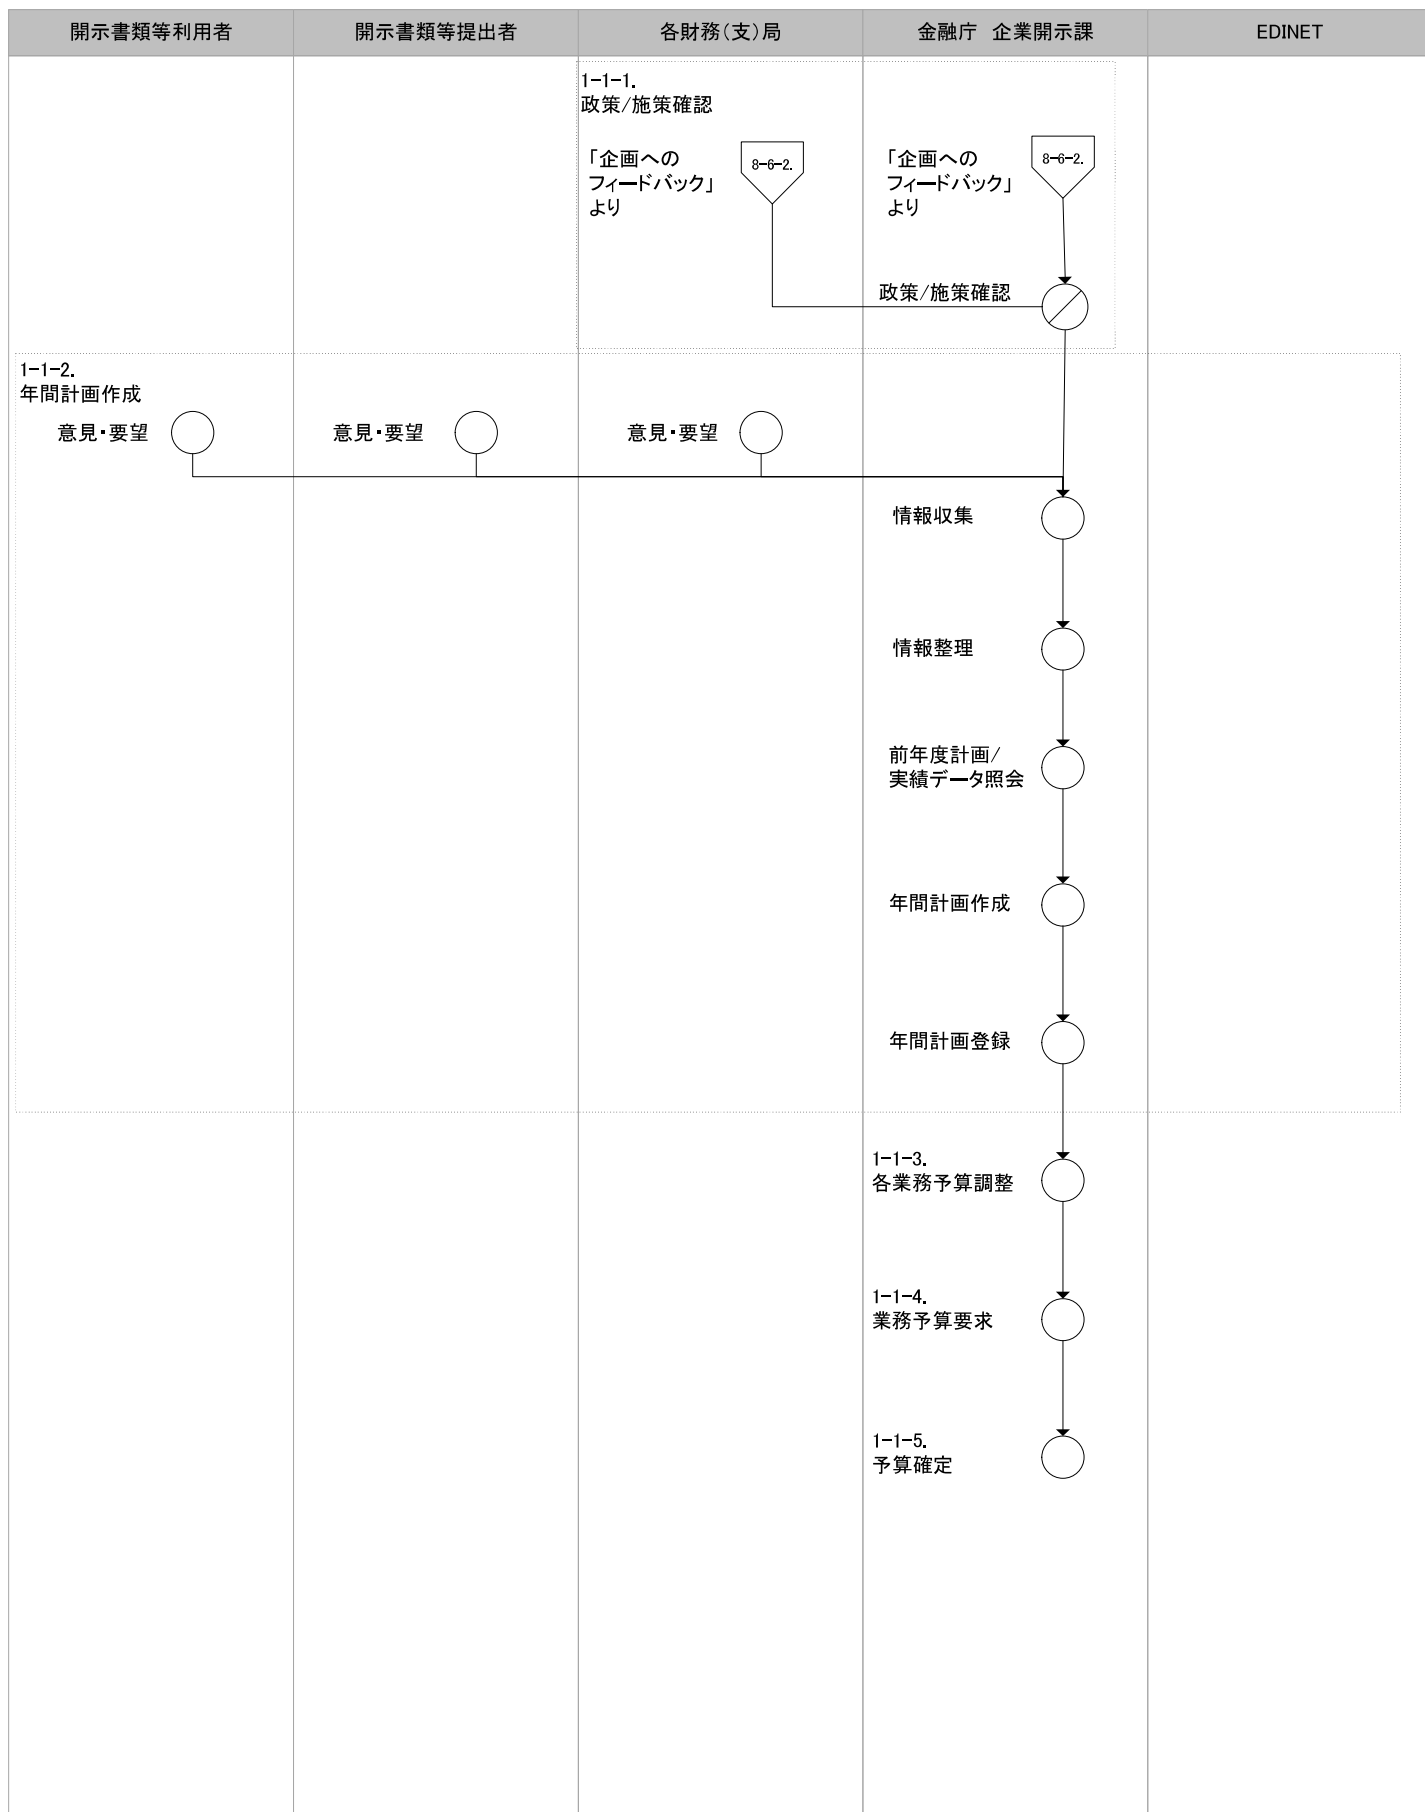 開示書類等利用者
開示書類等提出者
各財務(支)局
金融庁 企業開示課
EDINET
1-1-1.
政策/施策確認
「企画への
フィードバック」
より
8-6-2.
「企画への
フィードバック」
より
8-6-2.
政策/施策確認
1-1-2.
年間計画作成
意見・要望
意見・要望
意見・要望
情報収集
情報整理
前年度計画/
実績データ照会
年間計画作成
年間計画登録
1-1-3.
各業務予算調整
1-1-4.
業務予算要求
1-1-5.
予算確定